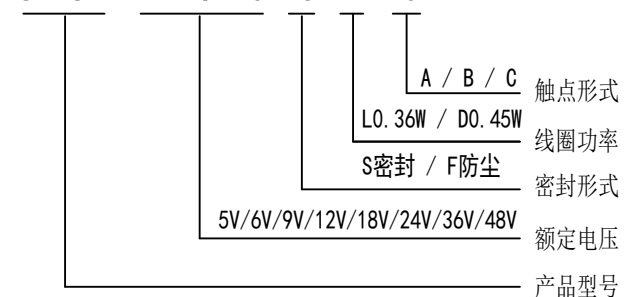 A / B / C 触点形式
L0.36W / D0.45W 线圈功率
S密封 / F防尘 密封形式
5V/6V/9V/12V/18V/24V/36V/48V 额定电压
产品型号